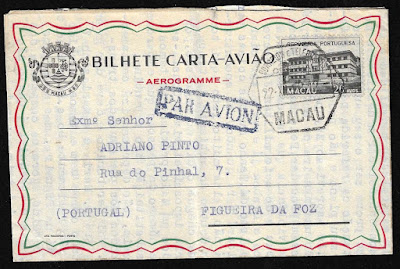 BILHETE CARTA-AVIÃO
—AEROGRAMME—
REPÚBLICA PORTUGUESA
MACAU
PAR AVION
MACAU
Exmº Senhor
ADRIANO PINTO
Rua do Pinhal, 7.
(PORTUGAL) FIGUEIRA DA FOZ